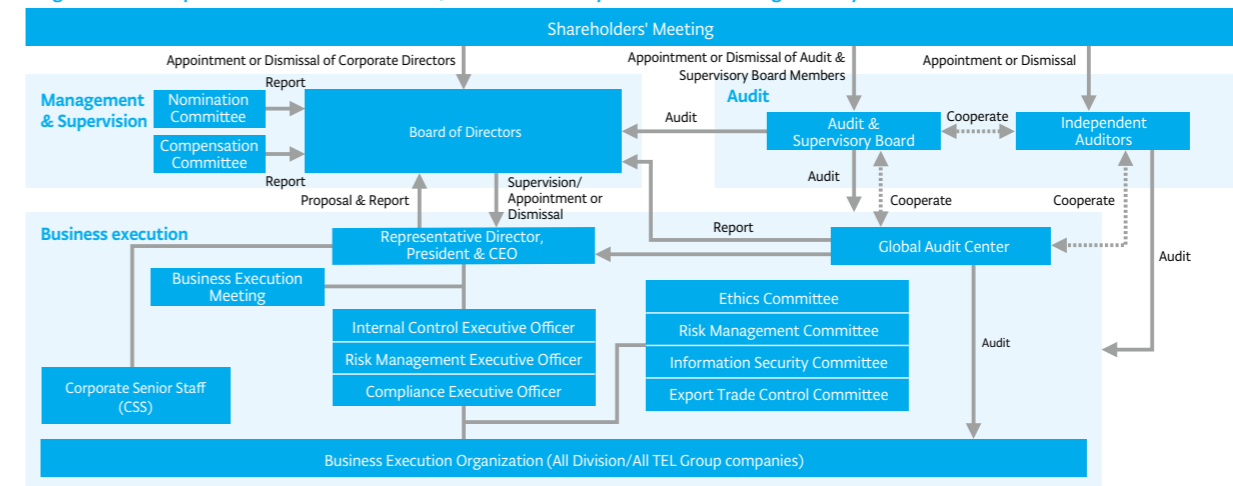 Shareholders' Meeting
Appointment or Dismissal of Corporate Directors
Appointment or Dismissal of Audit &
Supervisory Board Members
Appointment or Dismissal
Management
& Supervision
Nomination
Committee
Report
Compensation
Committee
Report
Board of Directors
Audit
Audit
Audit &
Supervisory Board
Cooperate
Independent
Auditors
Proposal & Report
Supervision/
Appointment or
Dismissal
Audit
Cooperate
Cooperate
Audit
Business execution
Representative Director,
President & CEO
Report
Global Audit Center
Business Execution
Meeting
Internal Control Executive Officer
Risk Management Executive Officer
Compliance Executive Officer
Ethics Committee
Risk Management Committee
Information Security Committee
Export Trade Control Committee
Audit
Corporate Senior Staff
(CSS)
Business Execution Organization (All Division/All TEL Group companies)